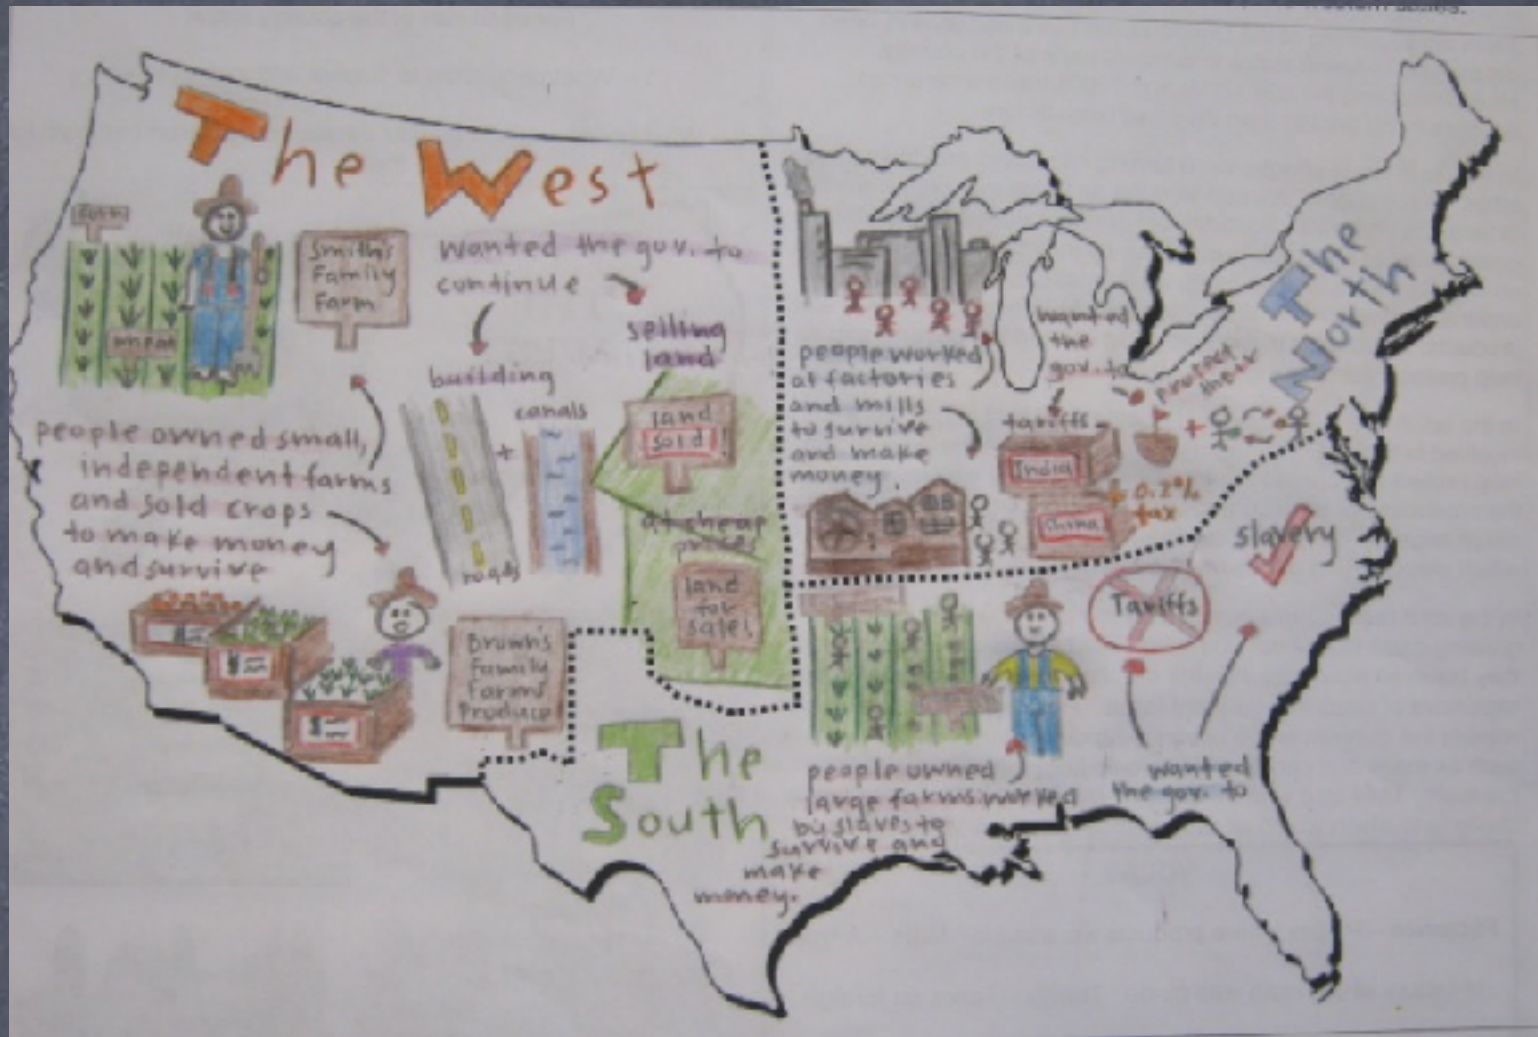 The West
farm
Smith's
Family
Farm
wheat
wanted the gov. to
continue
selling
land
building
canals
+
roads
land
sold!
at cheap
prices
land
for
sale!
people owned small,
independent farms
and sold crops
to make money
and survive
Brown's
Family
Farms
Produce
The
North
people worked
at factories
and mills
to survive
and make
money.
wanted
the
gov. to
protect
their
tariffs
+
India
China
+ 0.2%
tax
The
South
people owned
large farms worked
by slaves to
survive and
make
money.
Tariffs
slavery
wanted
the gov. to